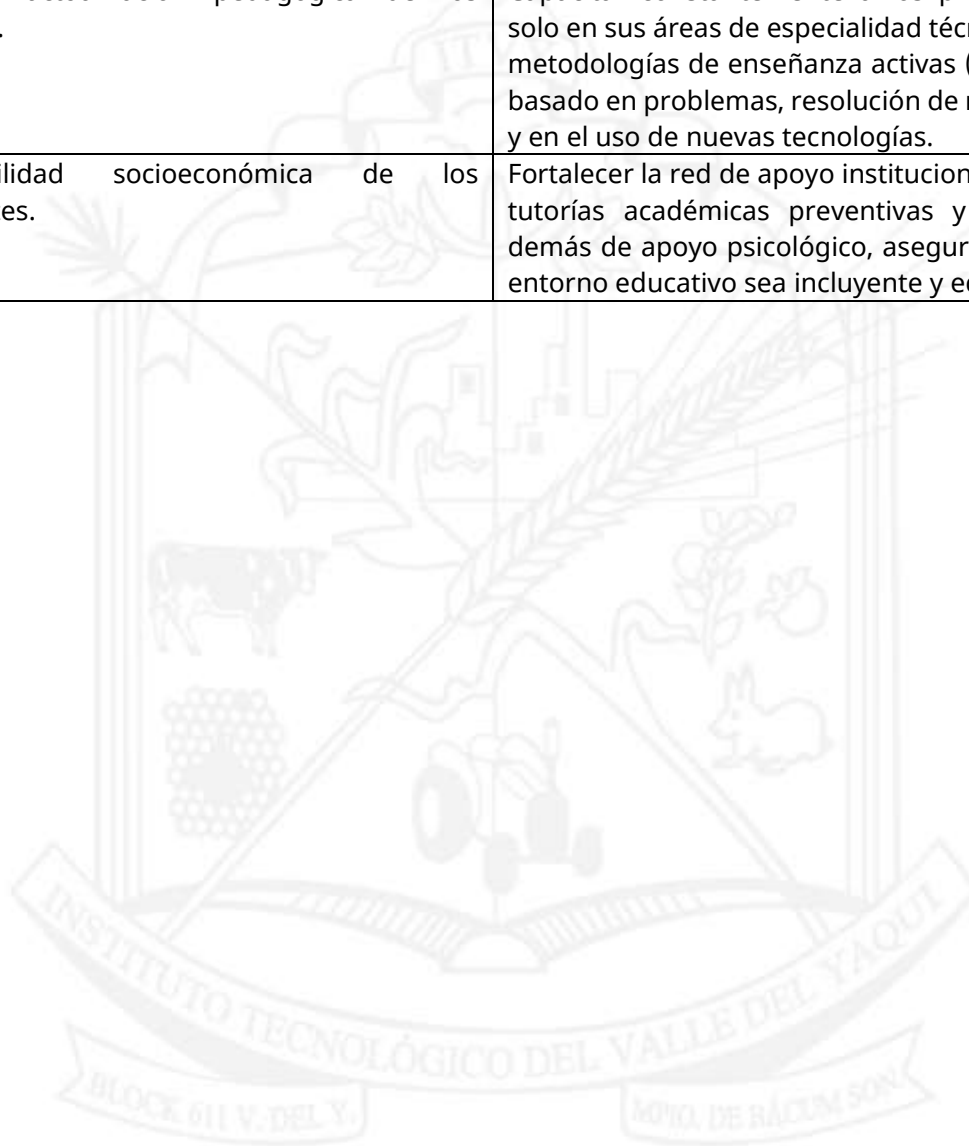 .
solo en sus áreas de especialidad téc
metodologías de enseñanza activas (
basado en problemas, resolución de
y en el uso de nuevas tecnologías.
ilidad socioeconómica de los
es.
Fortalecer la red de apoyo institucion
tutorías académicas preventivas y
demás de apoyo psicológico, asegur
entorno educativo sea incluyente y e
INSTITUTO TECNOLÓGICO DEL VALLE DEL YAQUI
BLOCK 611 V. DEL Y.
MPIO. DE BÁCUM SON.